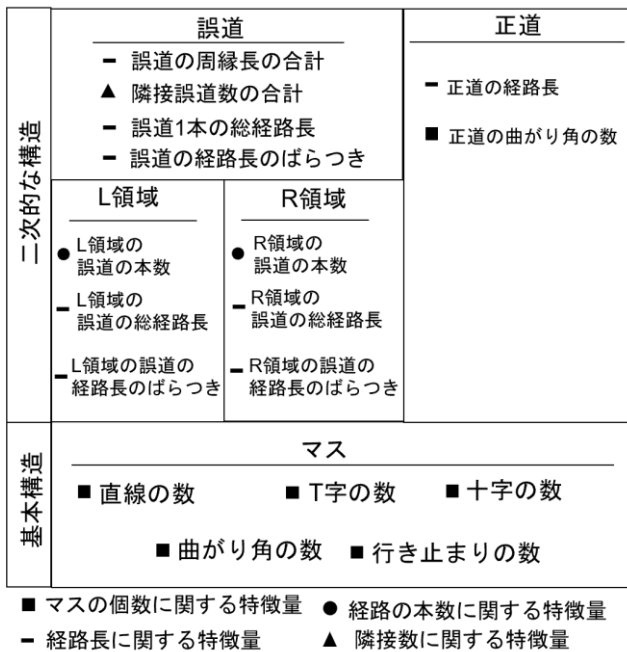 二次的な構造
誤道
- 誤道の周縁長の合計
▲ 隣接誤道数の合計
- 誤道1本の総経路長
- 誤道の経路長のばらつき
L領域
● L領域の
誤道の本数
- L領域の
誤道の総経路長
- L領域の誤道の
経路長のばらつき
R領域
● R領域の
誤道の本数
- R領域の
誤道の総経路長
- R領域の誤道の
経路長のばらつき
正道
- 正道の経路長
■ 正道の曲がり角の数
基本構造
マス
■ 直線の数 ■ T字の数 ■ 十字の数
■ 曲がり角の数 ■ 行き止まりの数
■ マスの個数に関する特徴量 ● 経路の本数に関する特徴量
- 経路長に関する特徴量 ▲ 隣接数に関する特徴量